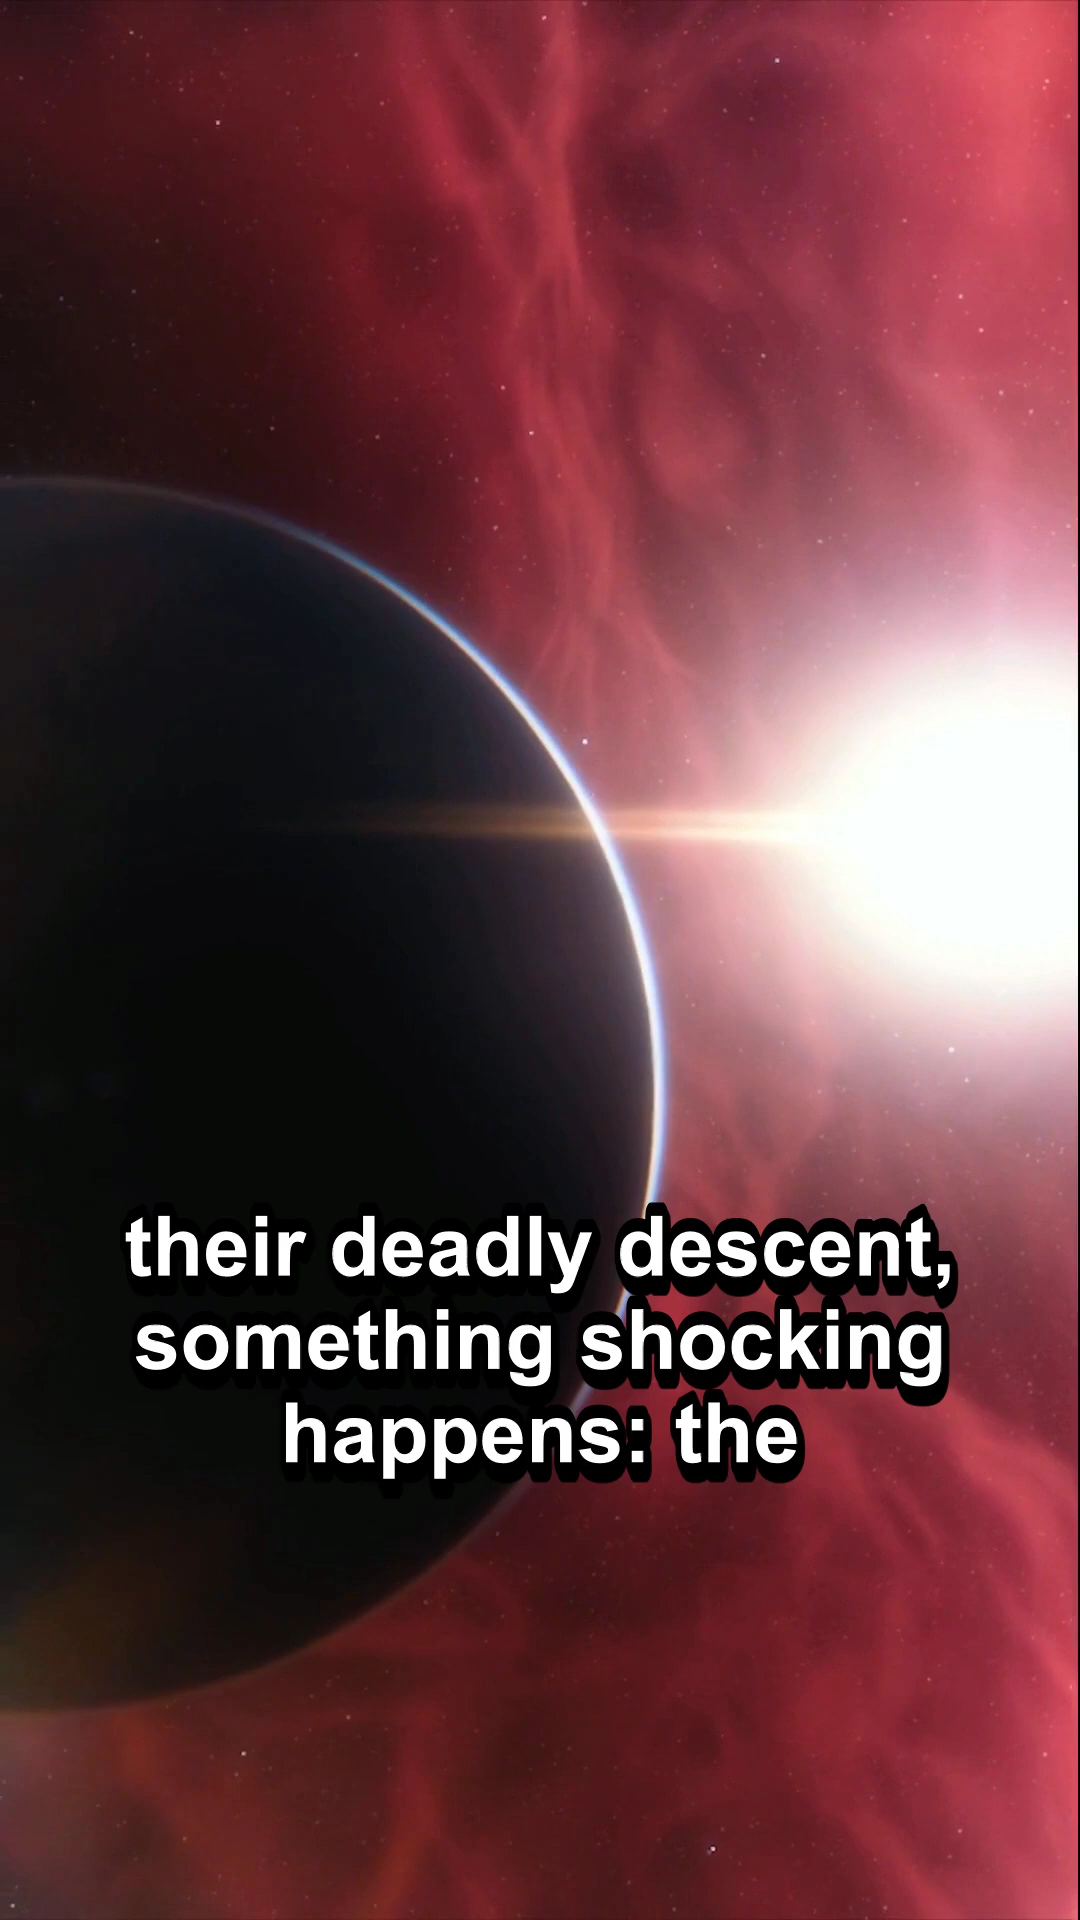 their deadly descent,
something shocking
happens: the